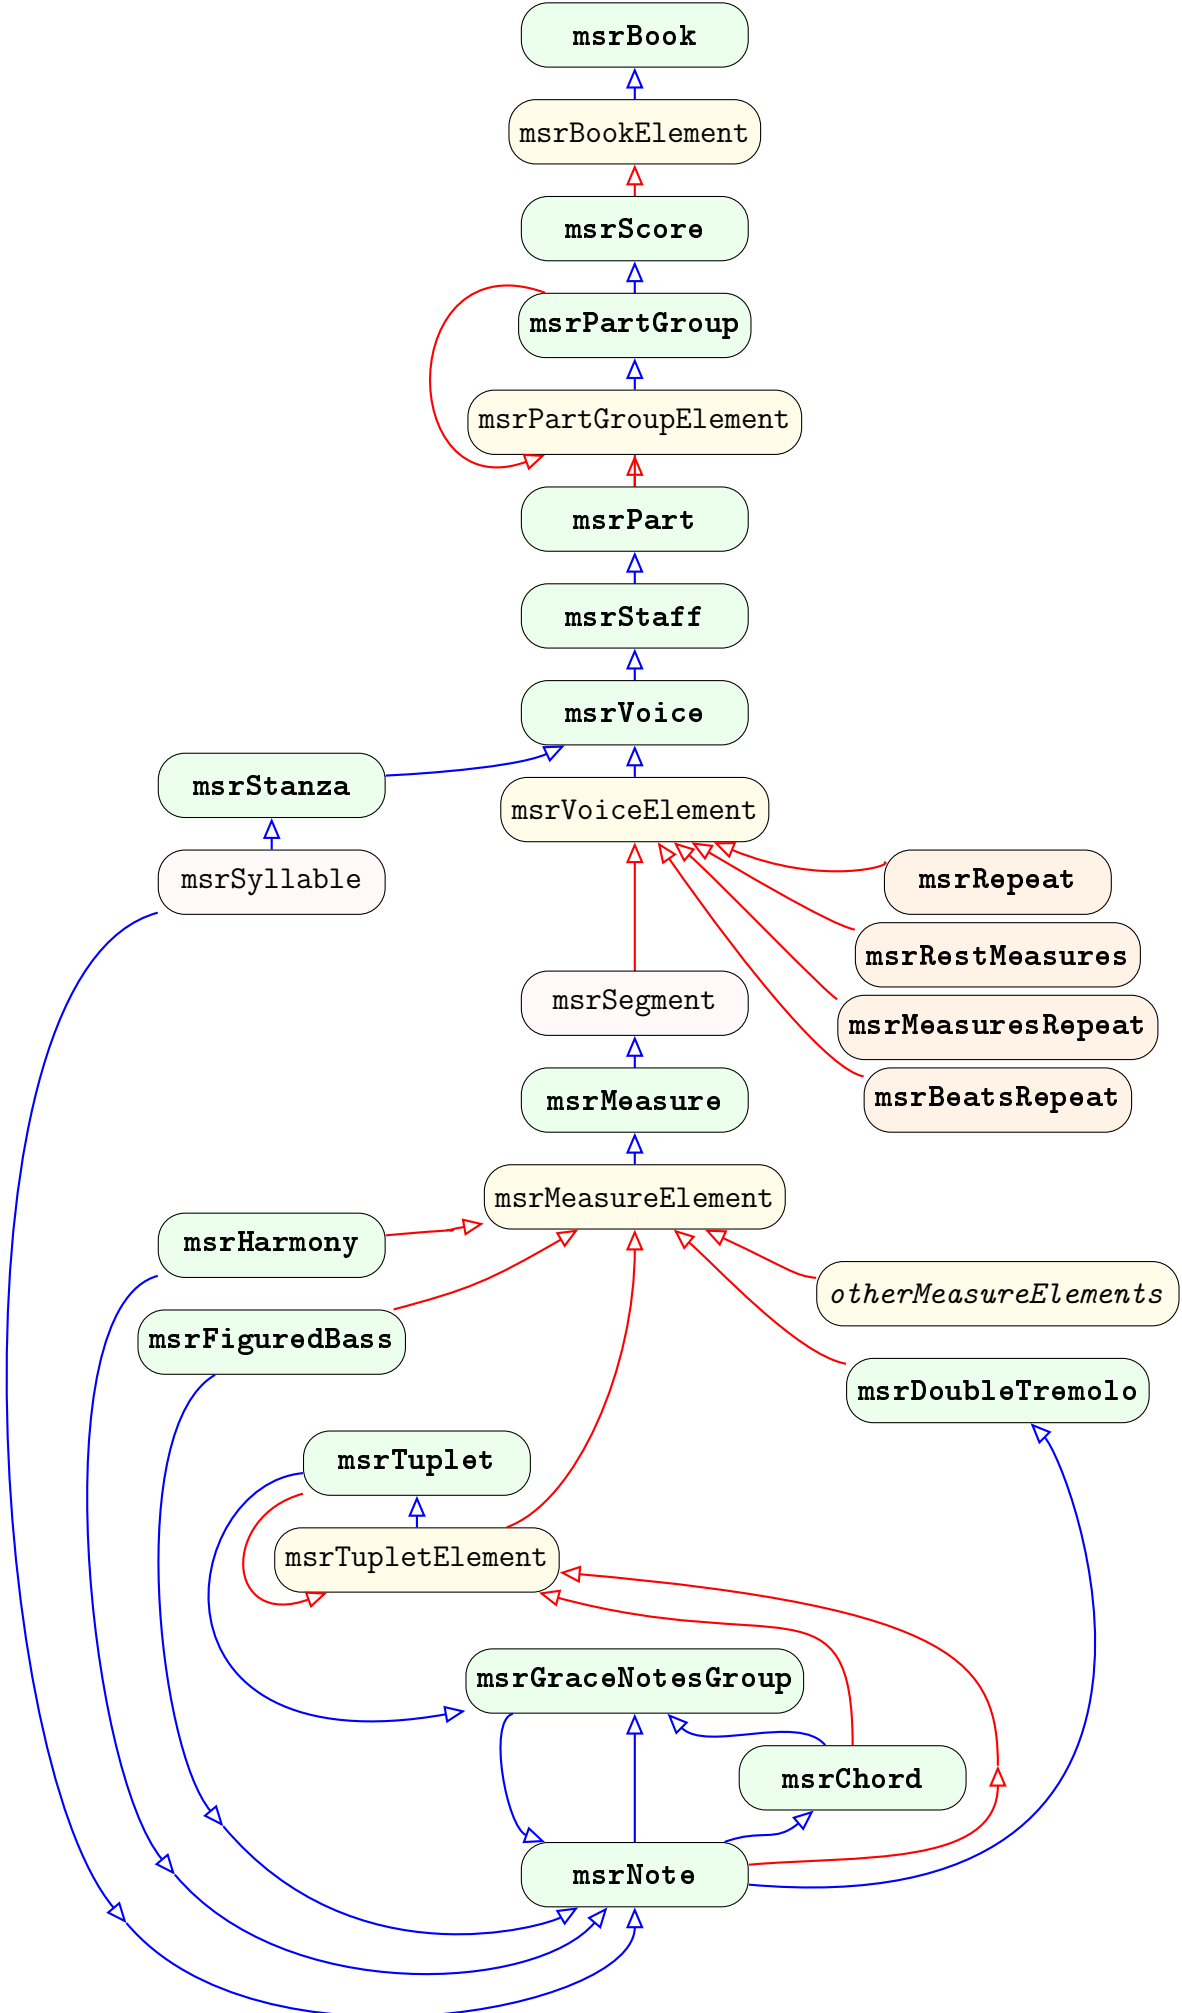 msrBook
msrBookElement
msrScore
msrPartGroup
msrPartGroupElement
msrPart
msrStaff
msrVoice
msrStanza
msrVoiceElement
msrSyllable
msrRepeat
msrRestMeasures
msrSegment
msrMeasuresRepeat
msrMeasure
msrBeatsRepeat
msrMeasureElement
msrHarmony
otherMeasureElements
msrFiguredBass
msrDoubleTremolo
msrTuplet
msrTupletElement
msrGraceNotesGroup
msrChord
msrNote